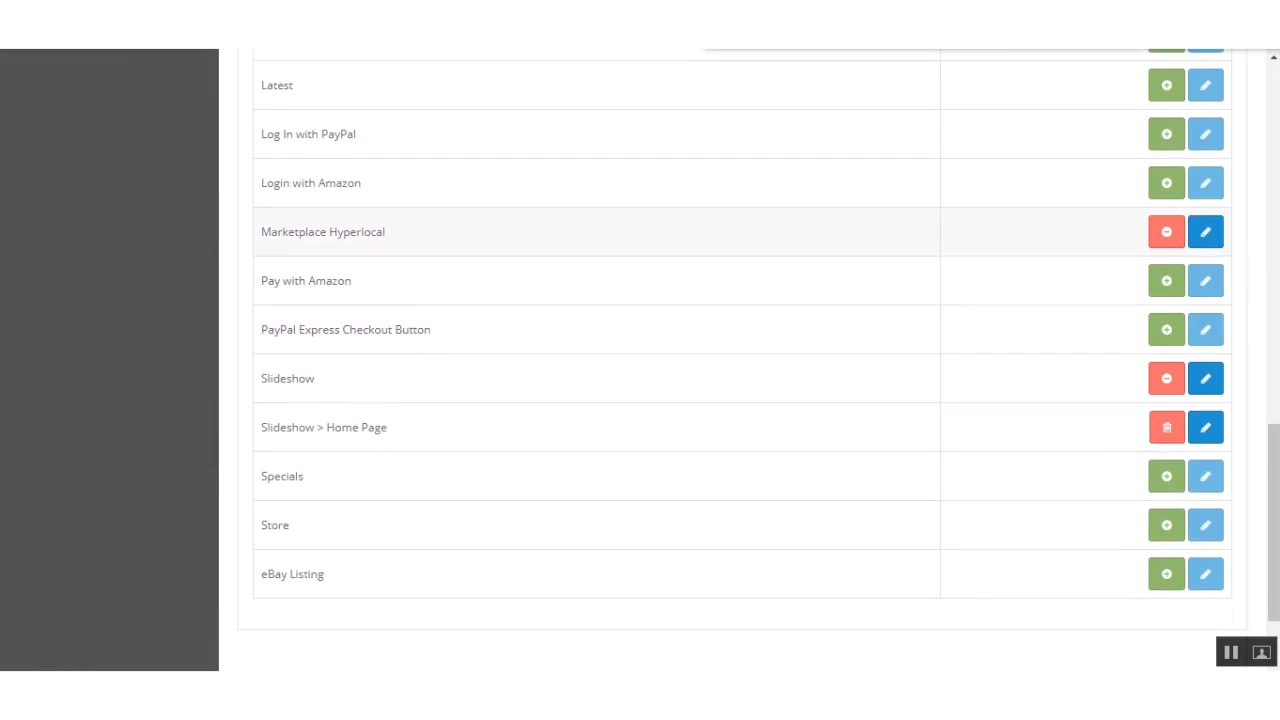 Latest
Log In with PayPal
Login with Amazon
Marketplace Hyperlocal
Pay with Amazon
PayPal Express Checkout Button
Slideshow
Slideshow > Home Page
Specials
Store
eBay Listing